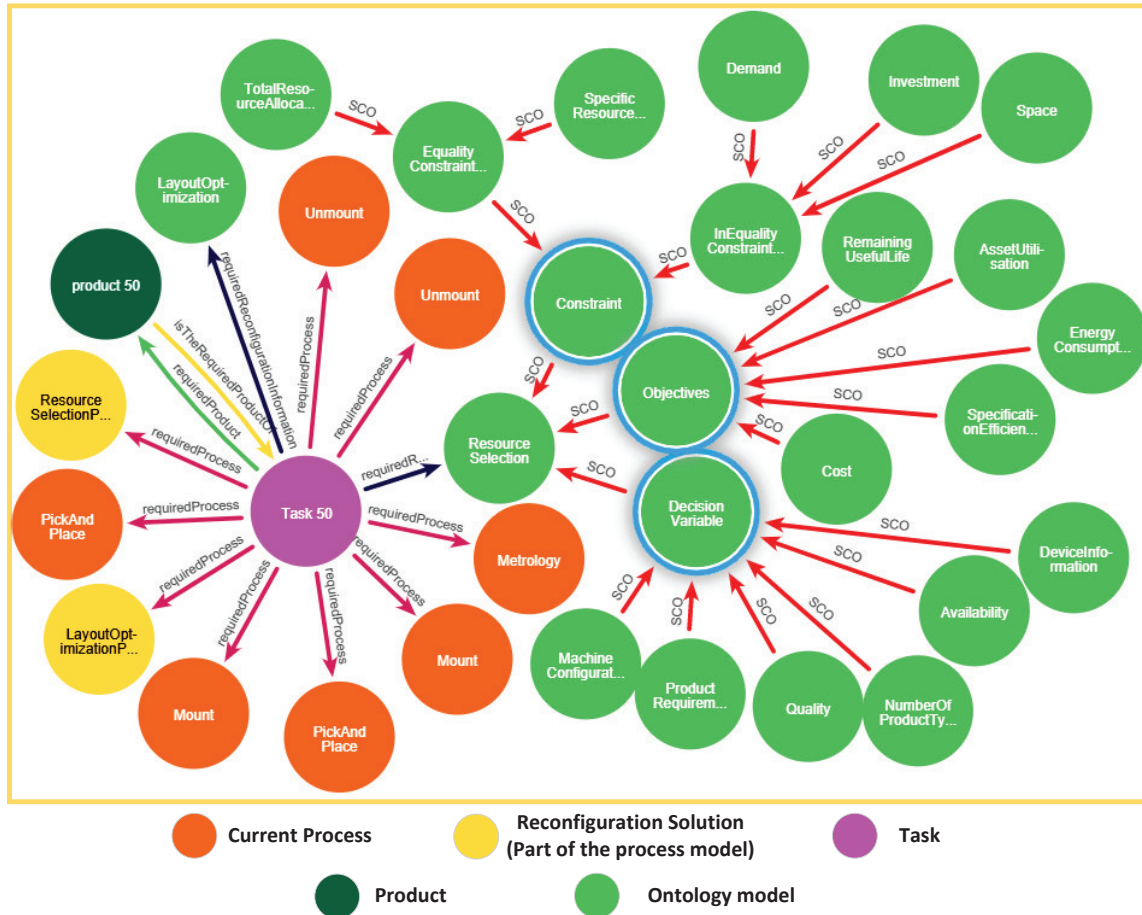 TotalReso-
urceAlloca...
SCO
SCO
Specific
Resource...
Demand
Investment
Space
Equality
Constraint...
SCO
SCO
SCO
LayoutOpt-
imization
Unmount
SCO
InEquality
Constraint...
Remaining
UsefulLife
AssetUtilisation
product 50
Unmount
Constraint
SCO
SCO
SCO
Energy
Consumpt...
isTheRequiredProductOf
requiredProduct
requiredReconfigurationInformation
requiredProcess
requiredProcess
SCO
Objectives
SCO
SCO
SCO
Specificati-
onEfficien...
Resource
SelectionP...
requiredProcess
Resource
Selection
SCO
Cost
requiredR...
SCO
Decision
Variable
PickAnd
Place
requiredProcess
Task 50
requiredProcess
Metrology
SCO
DeviceInfo-
rmation
LayoutOpt-
imizationP...
requiredProcess
requiredProcess
requiredProcess
requiredProcess
SCO
SCO
SCO
SCO
SCO
Availability
Mount
PickAnd
Place
Mount
Machine
Configurat...
Product
Requirem...
Quality
NumberOf
ProductTy...
Current Process
Reconfiguration Solution
(Part of the process model)
Task
Product
Ontology model